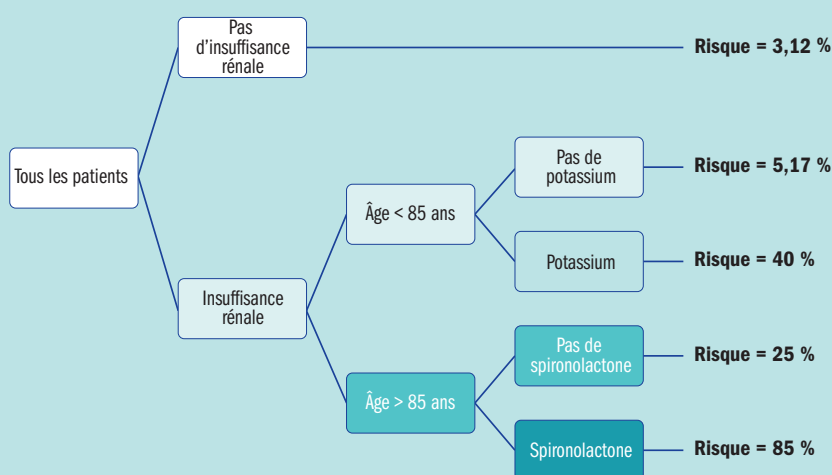 Pas
d’insuffisance
rénale
Risque = 3,12 %
Tous les patients
Pas de
potassium
Risque = 5,17 %
Âge < 85 ans
Potassium
Risque = 40 %
Insuffisance
rénale
Pas de
spironolactone
Risque = 25 %
Âge > 85 ans
Spironolactone
Risque = 85 %